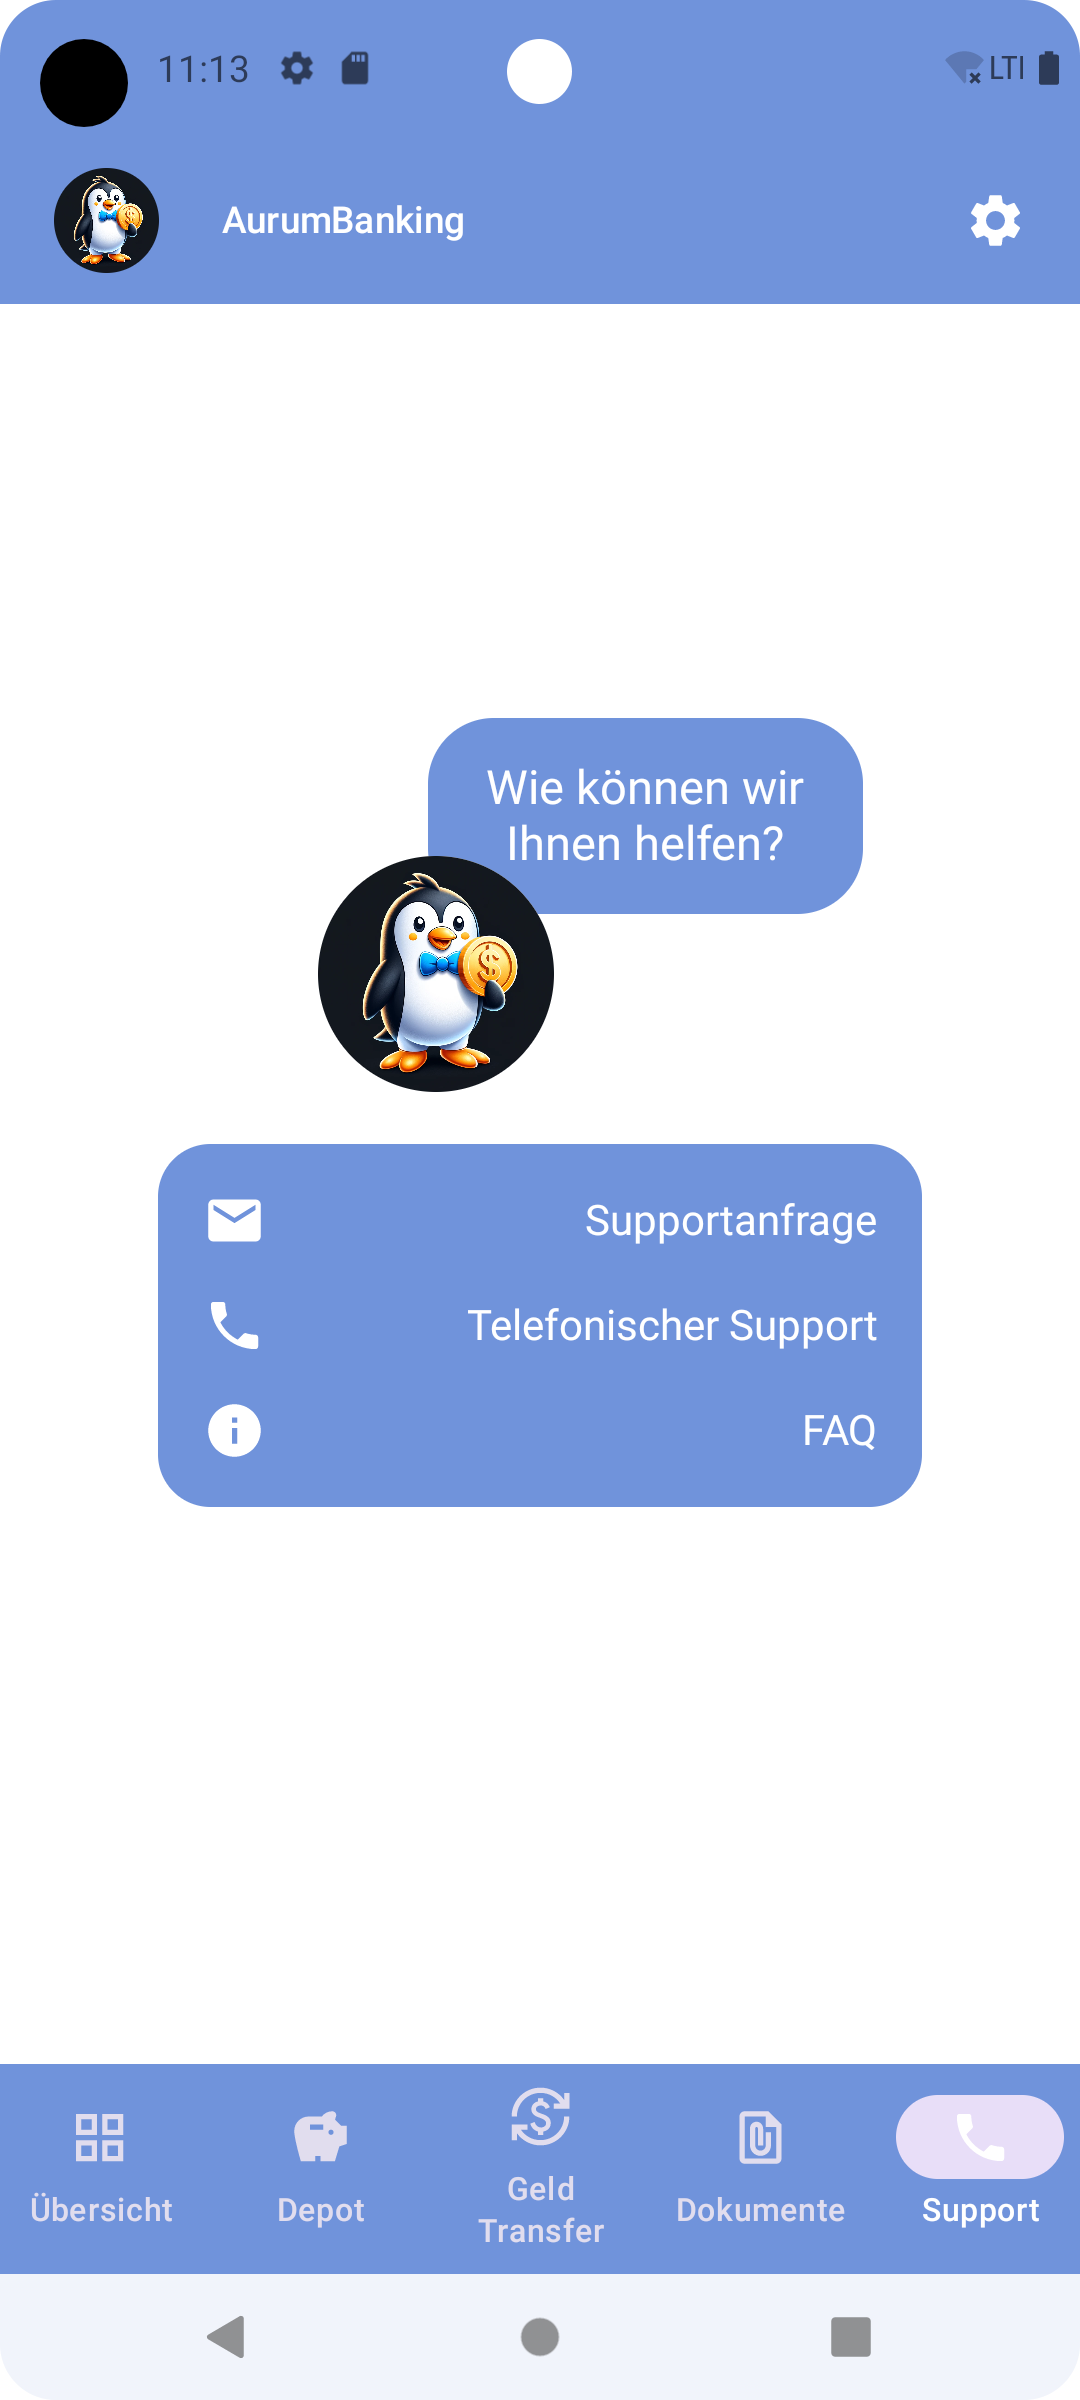 11:13
LTI
AurumBanking
Wie können wir
Ihnen helfen?
Supportanfrage
Telefonischer Support
FAQ
Übersicht
Depot
Geld
Transfer
Dokumente
Support